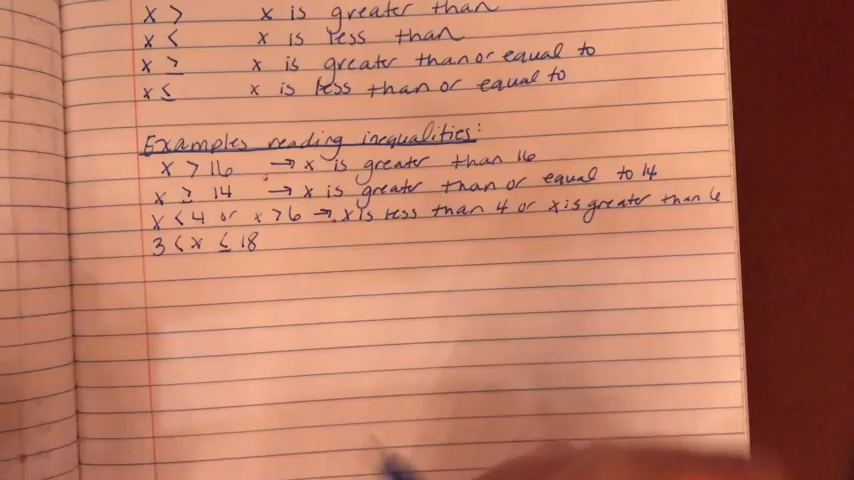 x > x is greater than
x < x is less than
x ≥ x is greater than or equal to
x ≤ x is less than or equal to
Examples reading inequalities:
x > 16 → x is greater than 16
x ≥ 14 → x is greater than or equal to 14
x < 4 or x > 6 → x is less than 4 or x is greater than 6
3 < x ≤ 18